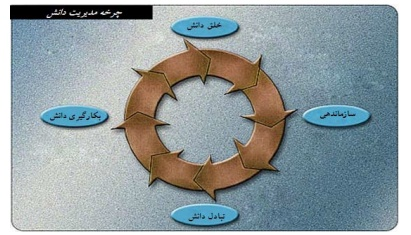 چرخه مدیریت دانش
خلق دانش
سازماندهی
بکارگیری دانش
تبادل دانش